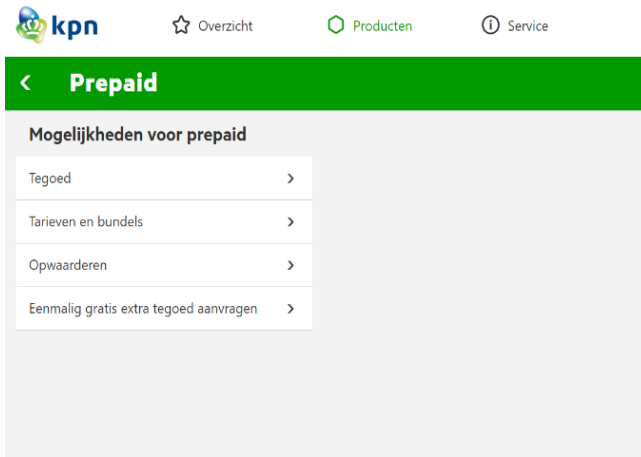 kpn
Overzicht
Producten
Service
Prepaid
Mogelijkheden voor prepaid
Tegoed
Tarieven en bundels
Opwaarderen
Eenmalig gratis extra tegoed aanvragen